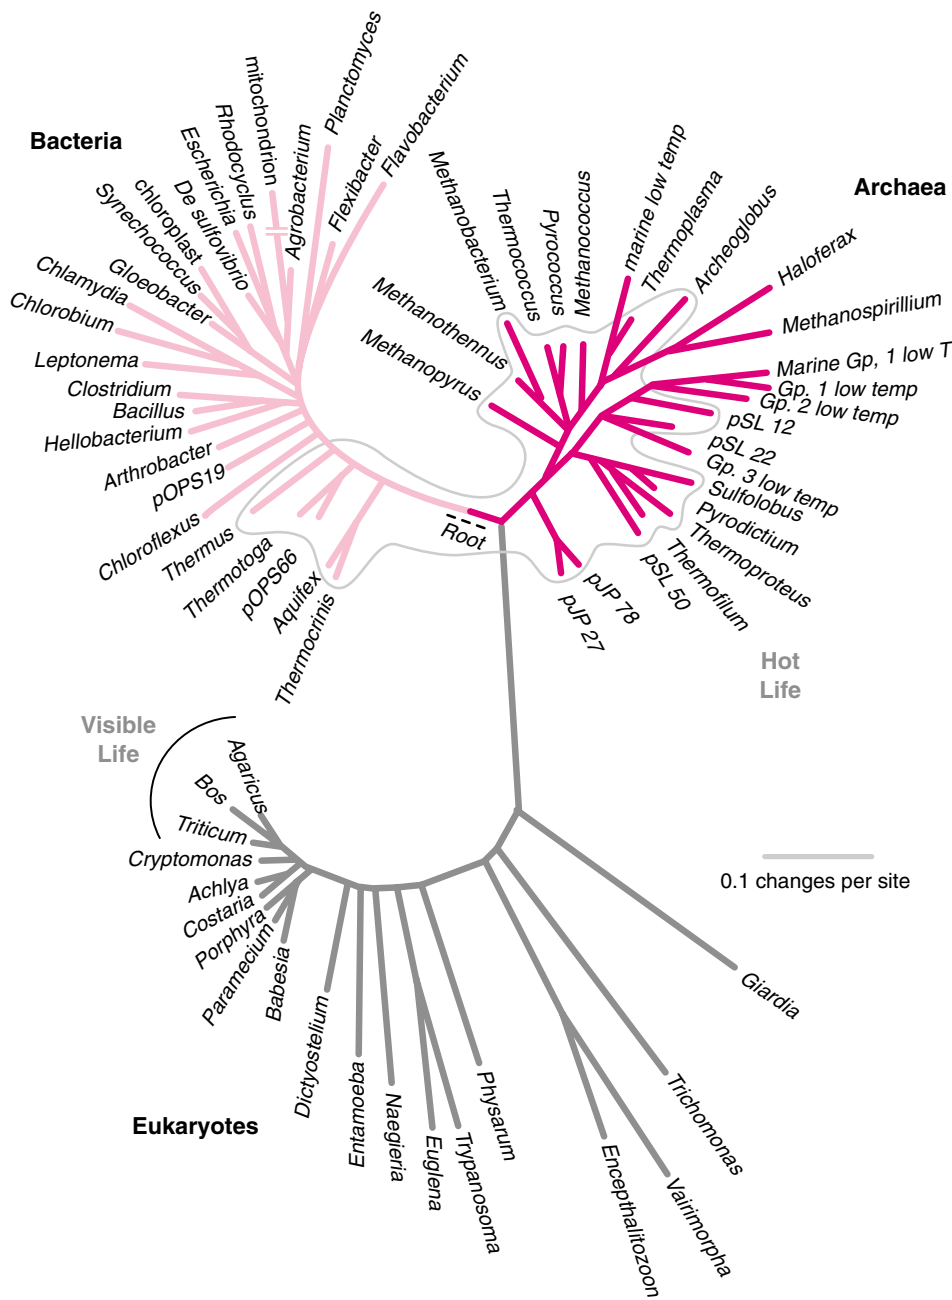 Bacteria
Archaea
mitochondrion
Planctomyces
Rhodocyclus
Escherichia
De sulfovibrio
Agrobacterium
Flexibacter
Flavobacterium
chloroplast
Synechococcus
Gloeobacter
Chlamydia
Chlorobium
Leptonema
Clostridium
Bacillus
Hellobacterium
Arthrobacter
pOPS19
Chloroflexus
Thermus
Thermotoga
pOPS66
Aquifex
Thermocrinis
Root
Methanopyrus
Methanothennus
Methanobacterium
Thermococcus
Pyrococcus
Methanococcus
marine low temp
Thermoplasma
Archeoglobus
Haloferax
Methanospirillium
Marine Gp, 1 low T
Gp. 1 low temp
Gp. 2 low temp
pSL 12
pSL 22
Gp. 3 low temp
Sulfolobus
Pyrodictium
Thermoproteus
Thermofilum
pSL 50
pJP 78
pJP 27
Hot
Life
Visible
Life
Agaricus
Bos
Triticum
Cryptomonas
Achlya
Costaria
Porphyra
Paramecium
Babesia
Dictyostelium
Entamoeba
Naegieria
Euglena
Trypanosoma
Physarum
Encepthalitozoon
Vairimorpha
Trichomonas
Giardia
0.1 changes per site
Eukaryotes